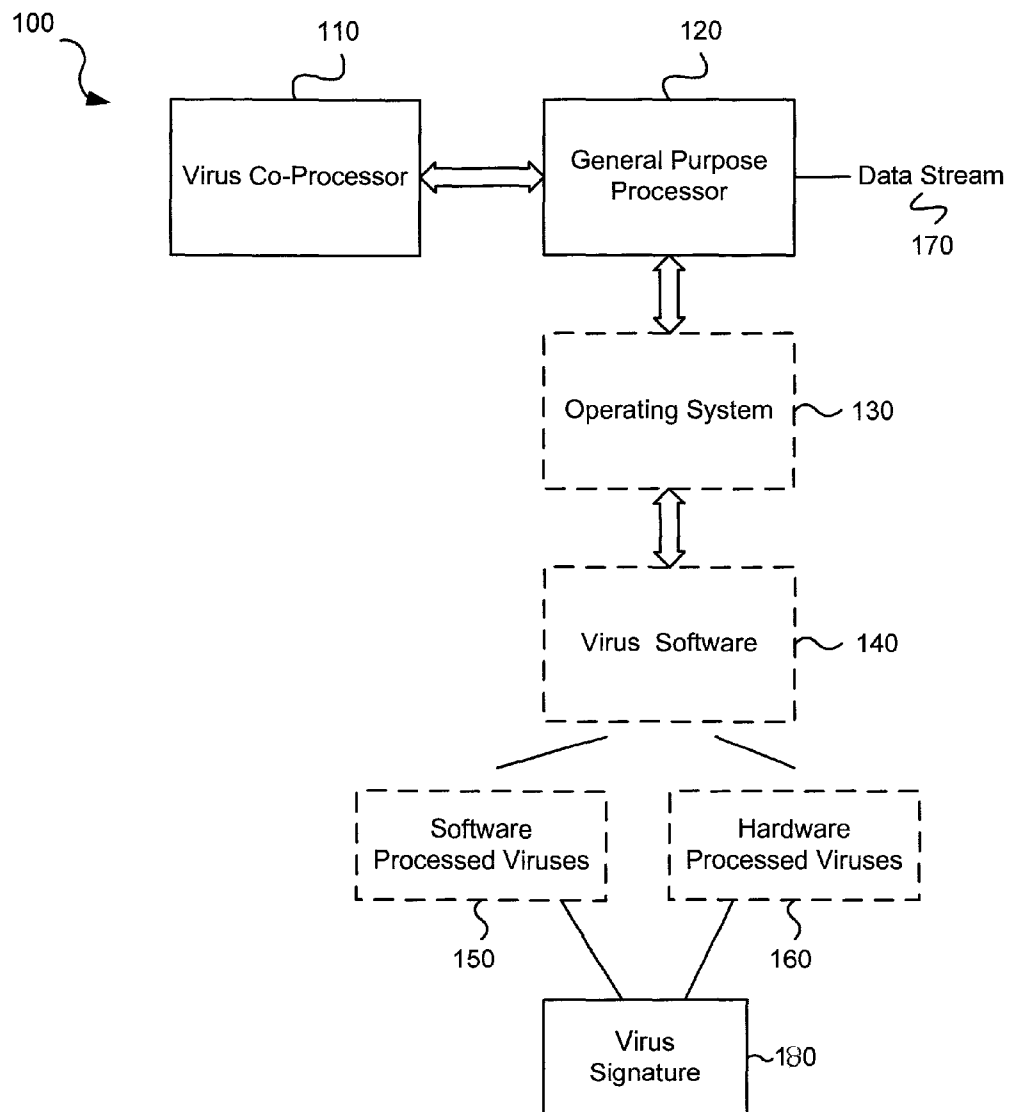 100
110
120
Virus Co-Processor
General Purpose
Processor
Data Stream
170
Operating System
130
Virus Software
140
Software
Processed Viruses
Hardware
Processed Viruses
150
160
Virus
Signature
180